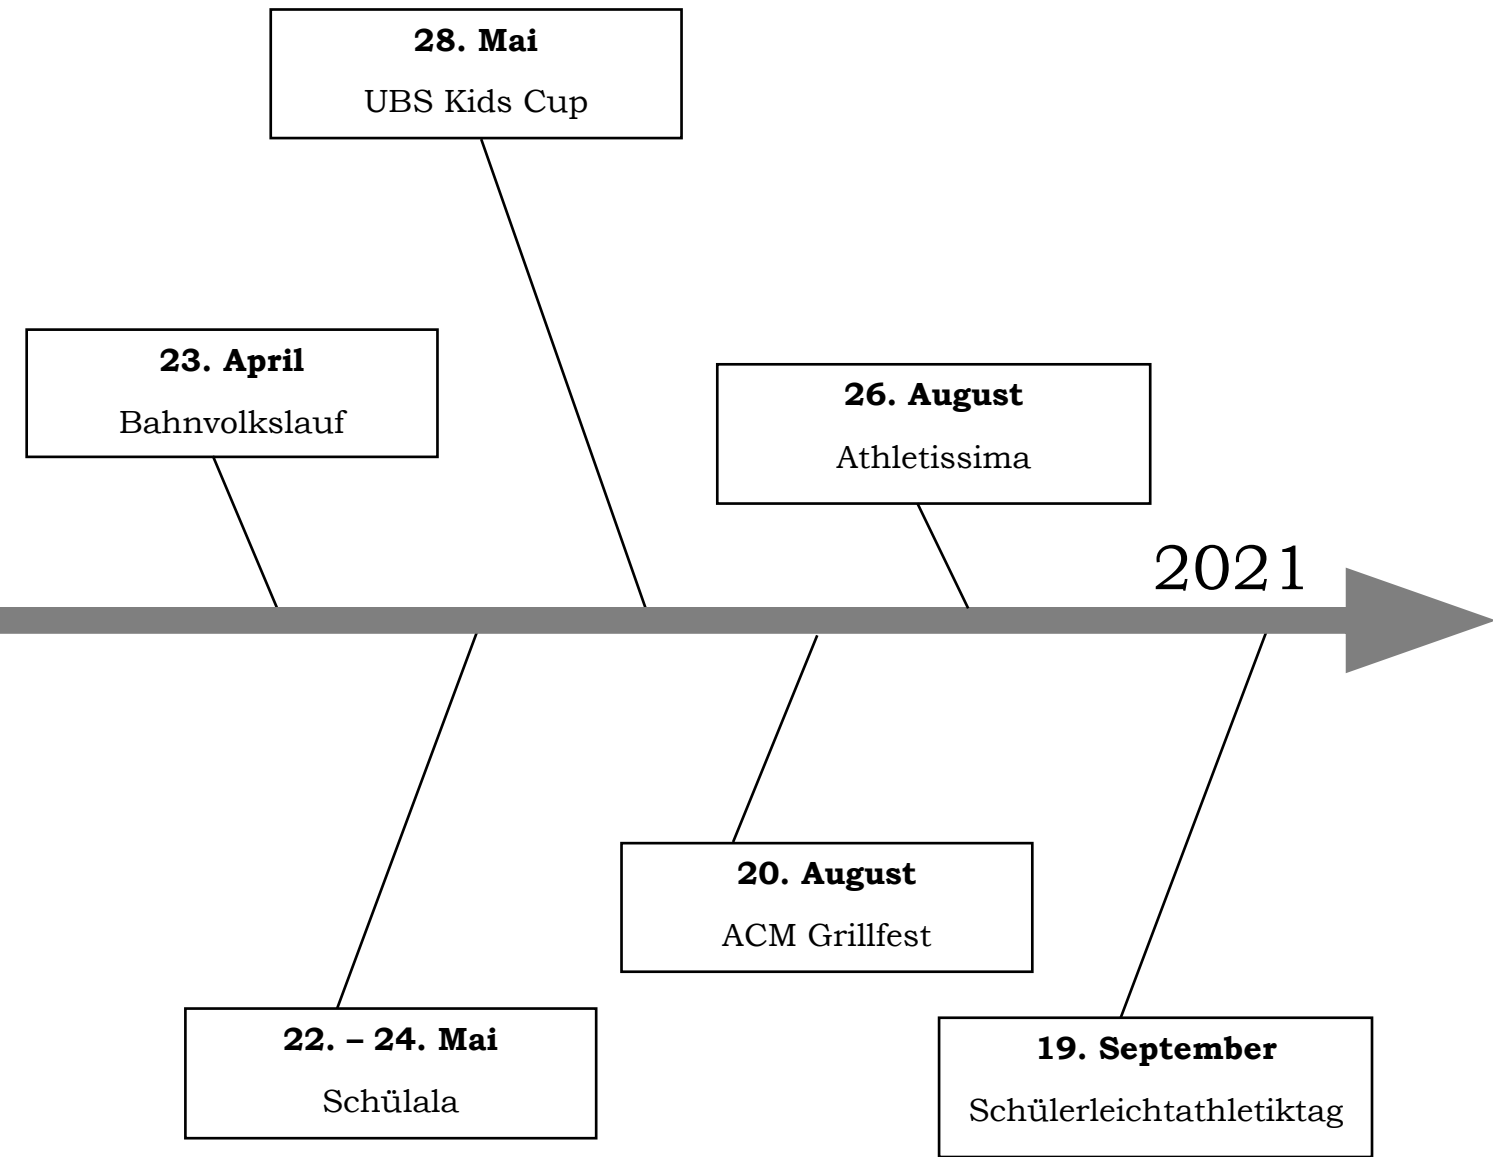 28. Mai
UBS Kids Cup
23. April
Bahnvolkslauf
26. August
Athletissima
2021
20. August
ACM Grillfest
22. – 24. Mai
Schülala
19. September
Schülerleichtathletiktag